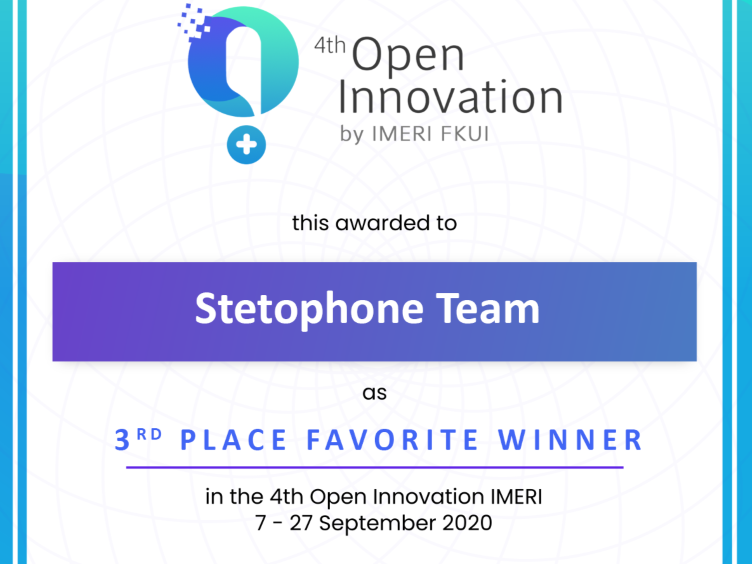 4th Open
Innovation
by IMERI FKUI
this awarded to
Stetophone Team
as
3RD PLACE FAVORITE WINNER
in the 4th Open Innovation IMERI
7 - 27 September 2020